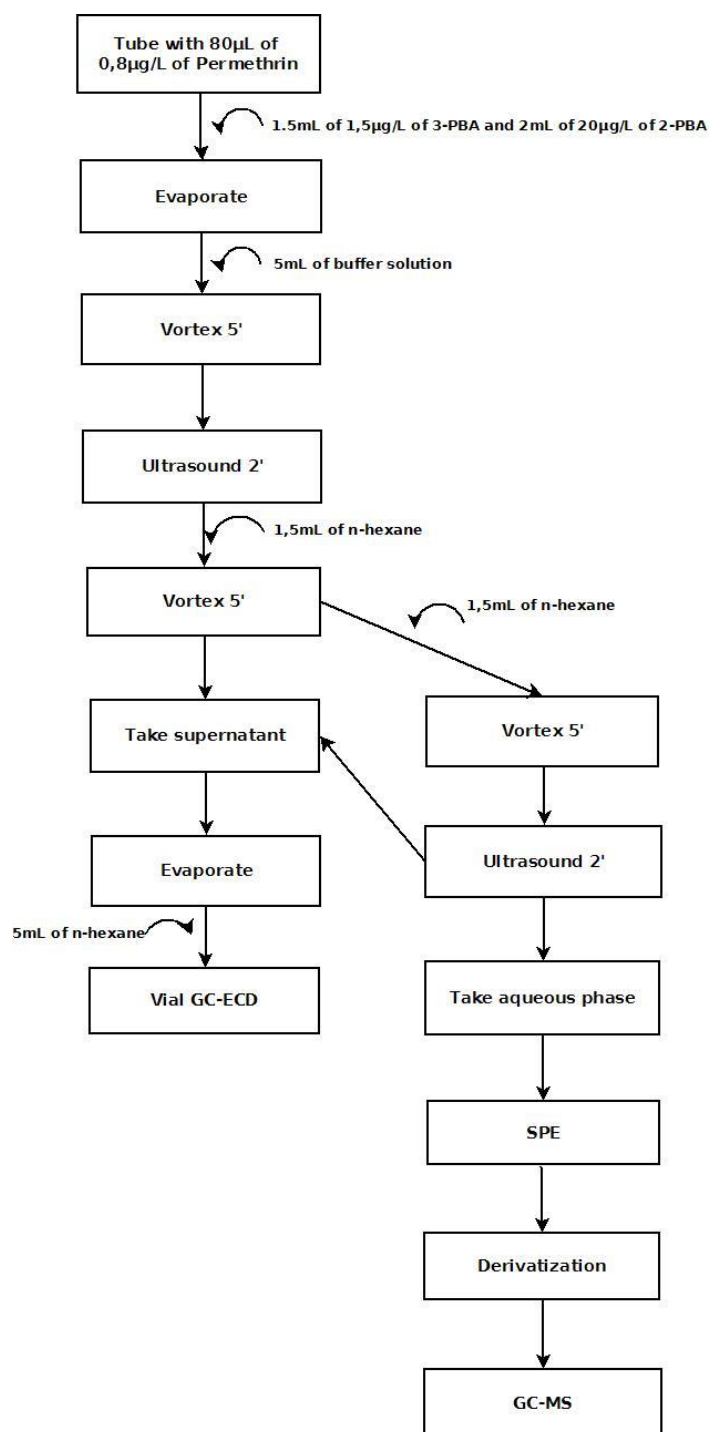 Tube with 80µL of
0,8µg/L of Permethrin
1.5mL of 1,5µg/L of 3-PBA and 2mL of 20µg/L of 2-PBA
Evaporate
5mL of buffer solution
Vortex 5'
Ultrasound 2'
1,5mL of n-hexane
Vortex 5'
1,5mL of n-hexane
Take supernatant
Vortex 5'
Evaporate
Ultrasound 2'
5mL of n-hexane
Vial GC-ECD
Take aqueous phase
SPE
Derivatization
GC-MS